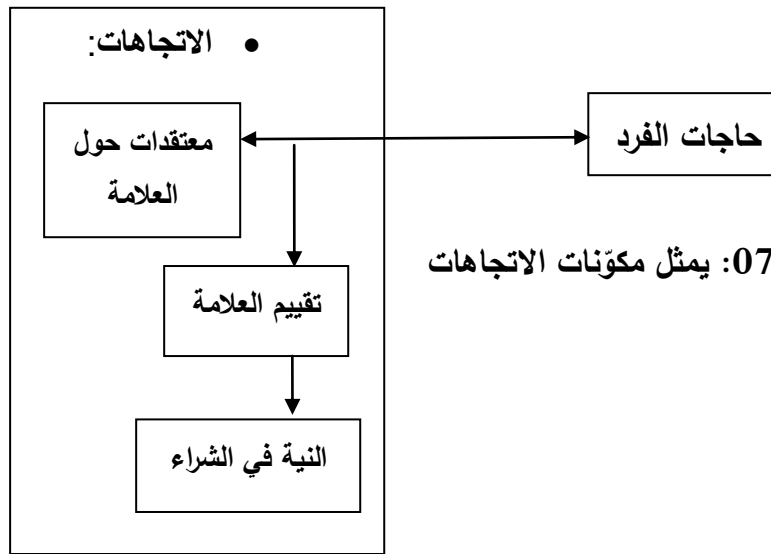 • الاتجاهات:
معتقدات حول
العلامة
حاجات الفرد
07: يمثل مكوّنات الاتجاهات
تقييم العلامة
النية في الشراء